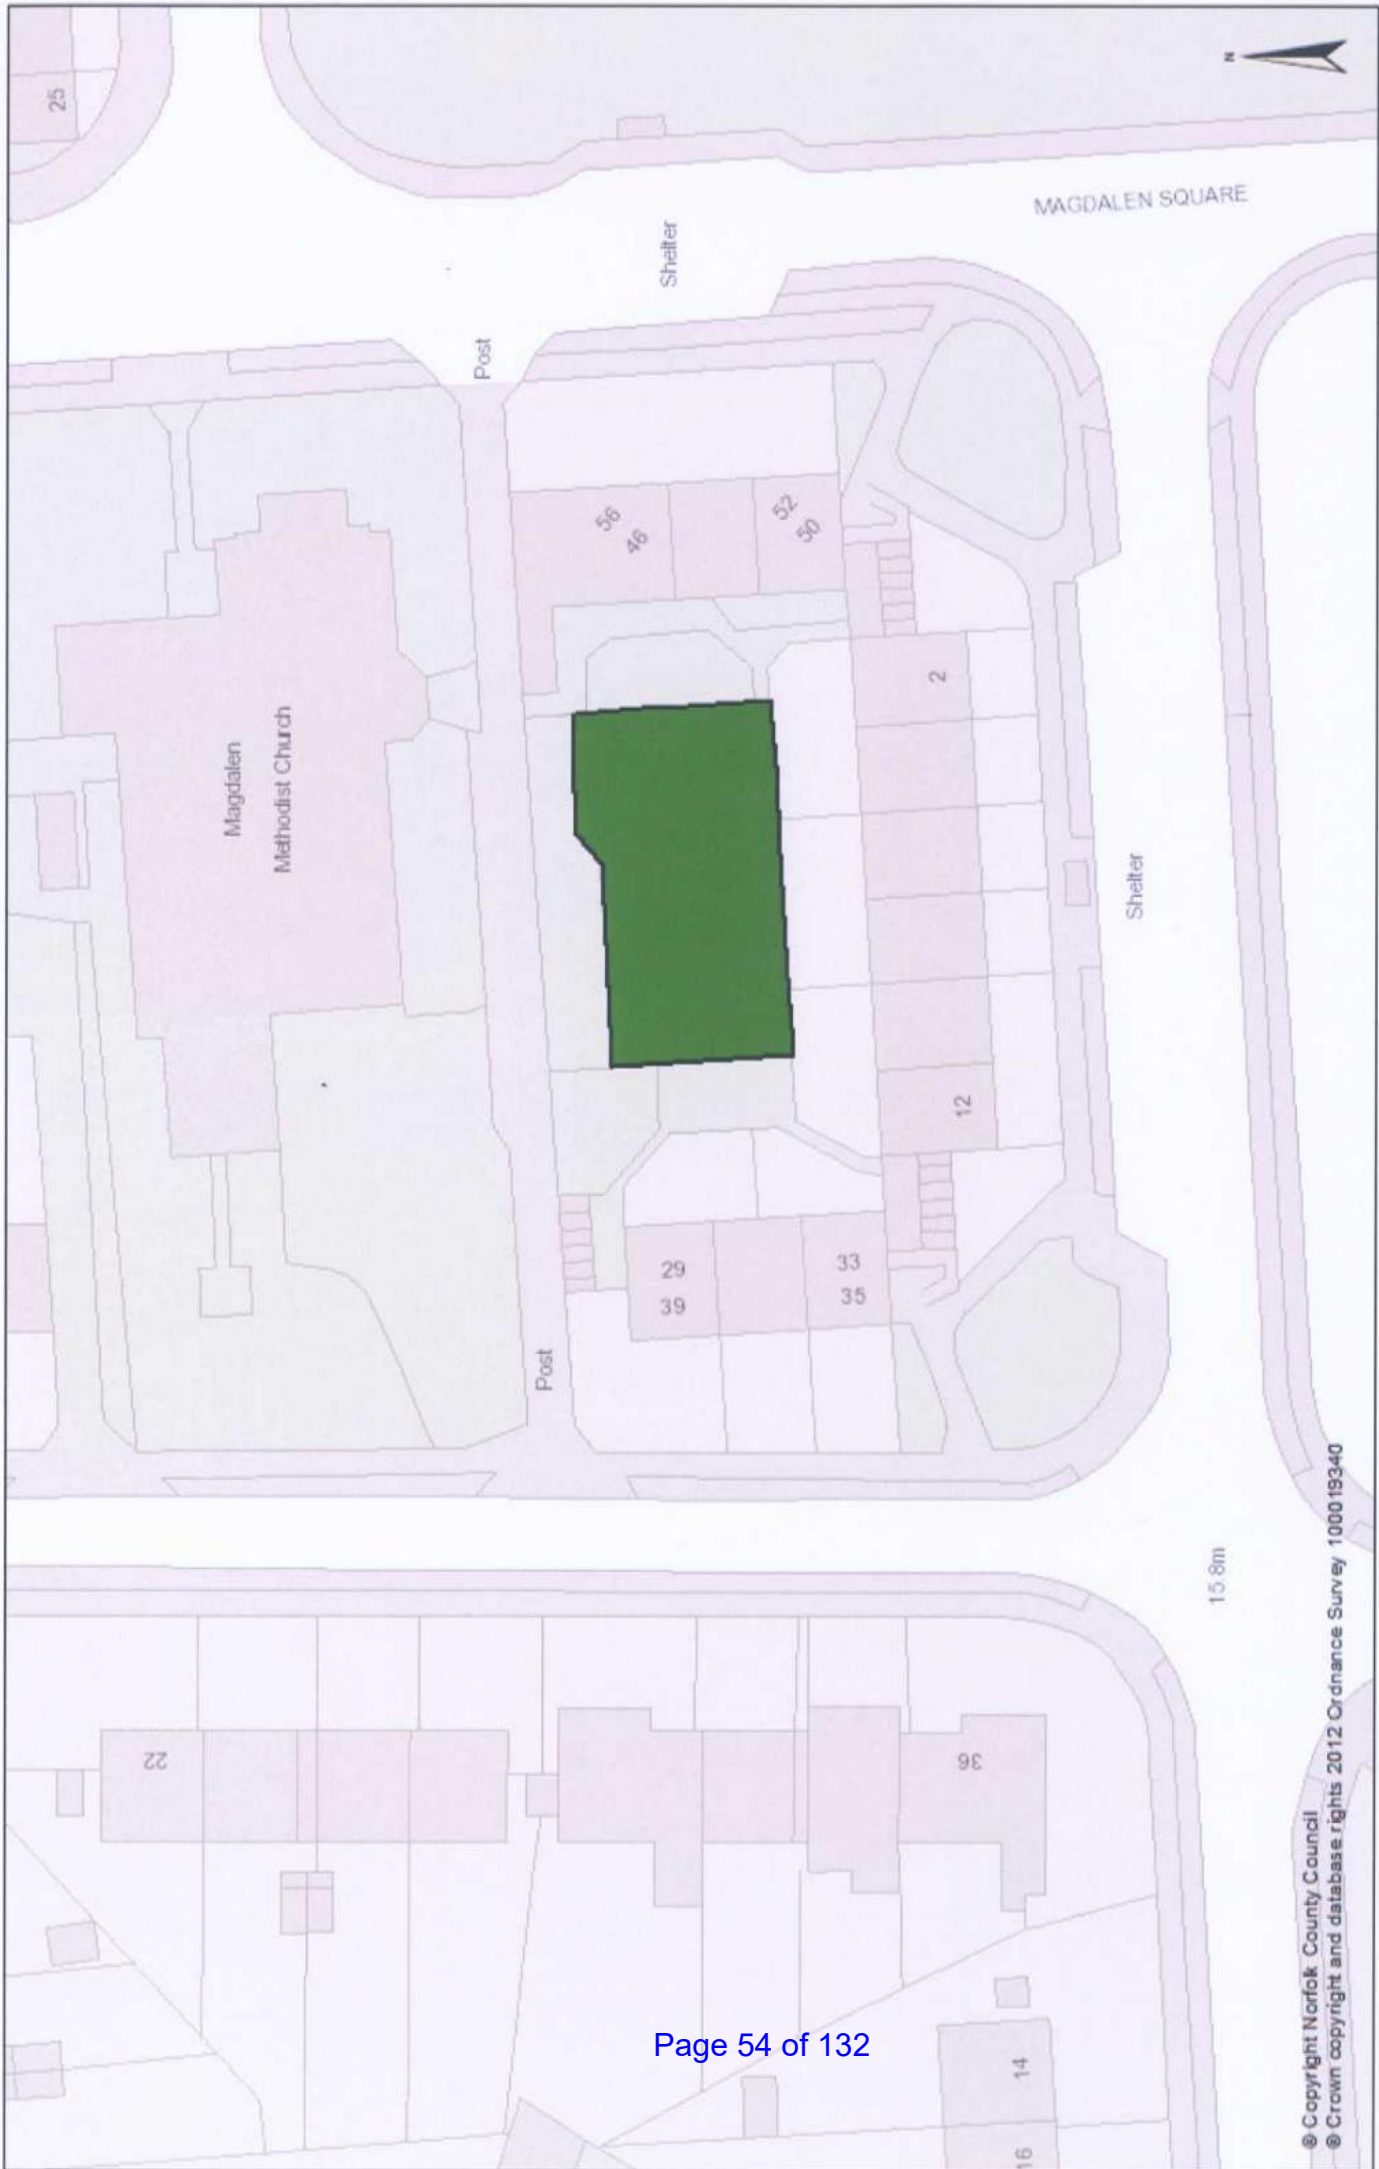 25
N
MAGDALEN SQUARE
Shelter
Post
56
46
52
50
Magdalen
Methodist Church
2
Shelter
12
29
39
33
35
Post
15.8m
22
36
14
16
© Copyright Norfolk County Council
© Crown copyright and database rights 2012 Ordnance Survey 100019340
Page 54 of 132